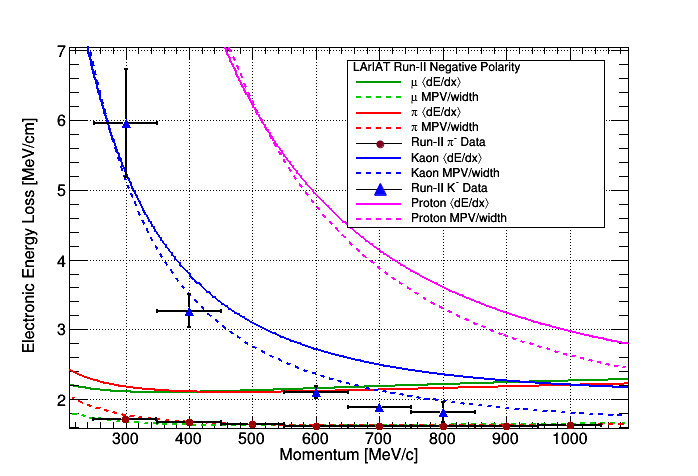 7
6
5
4
3
2
Electronic Energy Loss [MeV/cm]
LArIAT Run-II Negative Polarity
μ ⟨dE/dx⟩
μ MPV/width
π ⟨dE/dx⟩
π MPV/width
Run-II π⁻ Data
Kaon ⟨dE/dx⟩
Kaon MPV/width
Run-II K⁻ Data
Proton ⟨dE/dx⟩
Proton MPV/width
300 400 500 600 700 800 900 1000
Momentum [MeV/c]